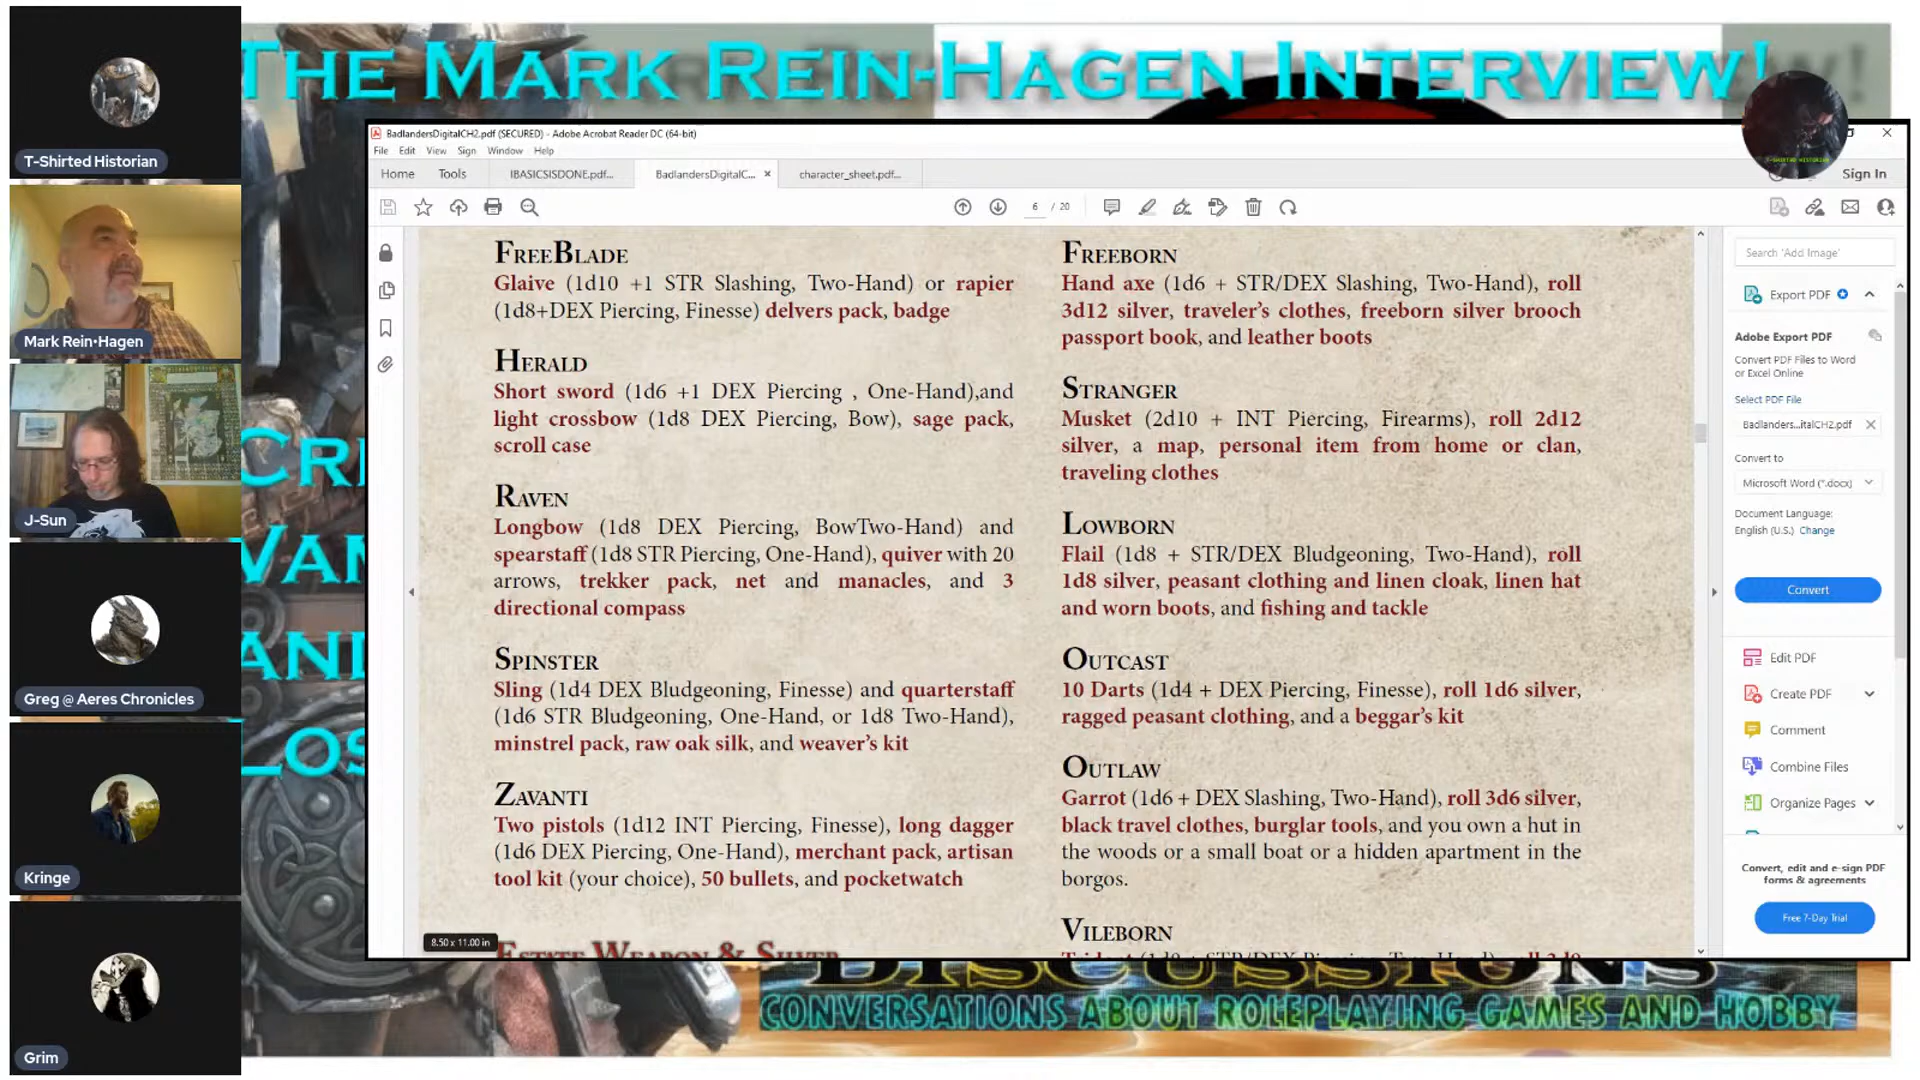 THE MARK REIN-HAGEN INTERVIEW!
T-Shirted Historian
Mark Rein•Hagen
J-Sun
Greg @ Aeres Chronicles
Kringe
Grim
CRI
VAM
AND
LOS
BadlandersDigitalCH2.pdf (SECURED) - Adobe Acrobat Reader DC (64-bit)
File Edit View Sign Window Help
Home Tools IBASICSISDONE.pdf... BadlandersDigitalC... × character_sheet.pdf... Sign In
6 / 20
FREEBLADE
Glaive (1d10 +1 STR Slashing, Two-Hand) or rapier
(1d8+DEX Piercing, Finesse) delvers pack, badge
HERALD
Short sword (1d6 +1 DEX Piercing , One-Hand),and
light crossbow (1d8 DEX Piercing, Bow), sage pack,
scroll case
RAVEN
Longbow (1d8 DEX Piercing, BowTwo-Hand) and
spearstaff (1d8 STR Piercing, One-Hand), quiver with 20
arrows, trekker pack, net and manacles, and 3
directional compass
SPINSTER
Sling (1d4 DEX Bludgeoning, Finesse) and quarterstaff
(1d6 STR Bludgeoning, One-Hand, or 1d8 Two-Hand),
minstrel pack, raw oak silk, and weaver's kit
ZAVANTI
Two pistols (1d12 INT Piercing, Finesse), long dagger
(1d6 DEX Piercing, One-Hand), merchant pack, artisan
tool kit (your choice), 50 bullets, and pocketwatch
8.50 x 11.00 in
ESTATE WEAPON & SILVER
FREEBORN
Hand axe (1d6 + STR/DEX Slashing, Two-Hand), roll
3d12 silver, traveler's clothes, freeborn silver brooch
passport book, and leather boots
STRANGER
Musket (2d10 + INT Piercing, Firearms), roll 2d12
silver, a map, personal item from home or clan,
traveling clothes
LOWBORN
Flail (1d8 + STR/DEX Bludgeoning, Two-Hand), roll
1d8 silver, peasant clothing and linen cloak, linen hat
and worn boots, and fishing and tackle
OUTCAST
10 Darts (1d4 + DEX Piercing, Finesse), roll 1d6 silver,
ragged peasant clothing, and a beggar's kit
OUTLAW
Garrot (1d6 + DEX Slashing, Two-Hand), roll 3d6 silver,
black travel clothes, burglar tools, and you own a hut in
the woods or a small boat or a hidden apartment in the
borgos.
VILEBORN
Search 'Add Image'
Export PDF
Adobe Export PDF
Convert PDF Files to Word
or Excel Online
Select PDF File
Badlanders...italCH2.pdf ×
Convert to
Microsoft Word (*.docx)
Document Language:
English (U.S.) Change
Convert
Edit PDF
Create PDF
Comment
Combine Files
Organize Pages
Convert, edit and e-sign PDF
forms & agreements
Free 7-Day Trial
DISCUSSIONS
CONVERSATIONS ABOUT ROLEPLAYING GAMES AND HOBBY